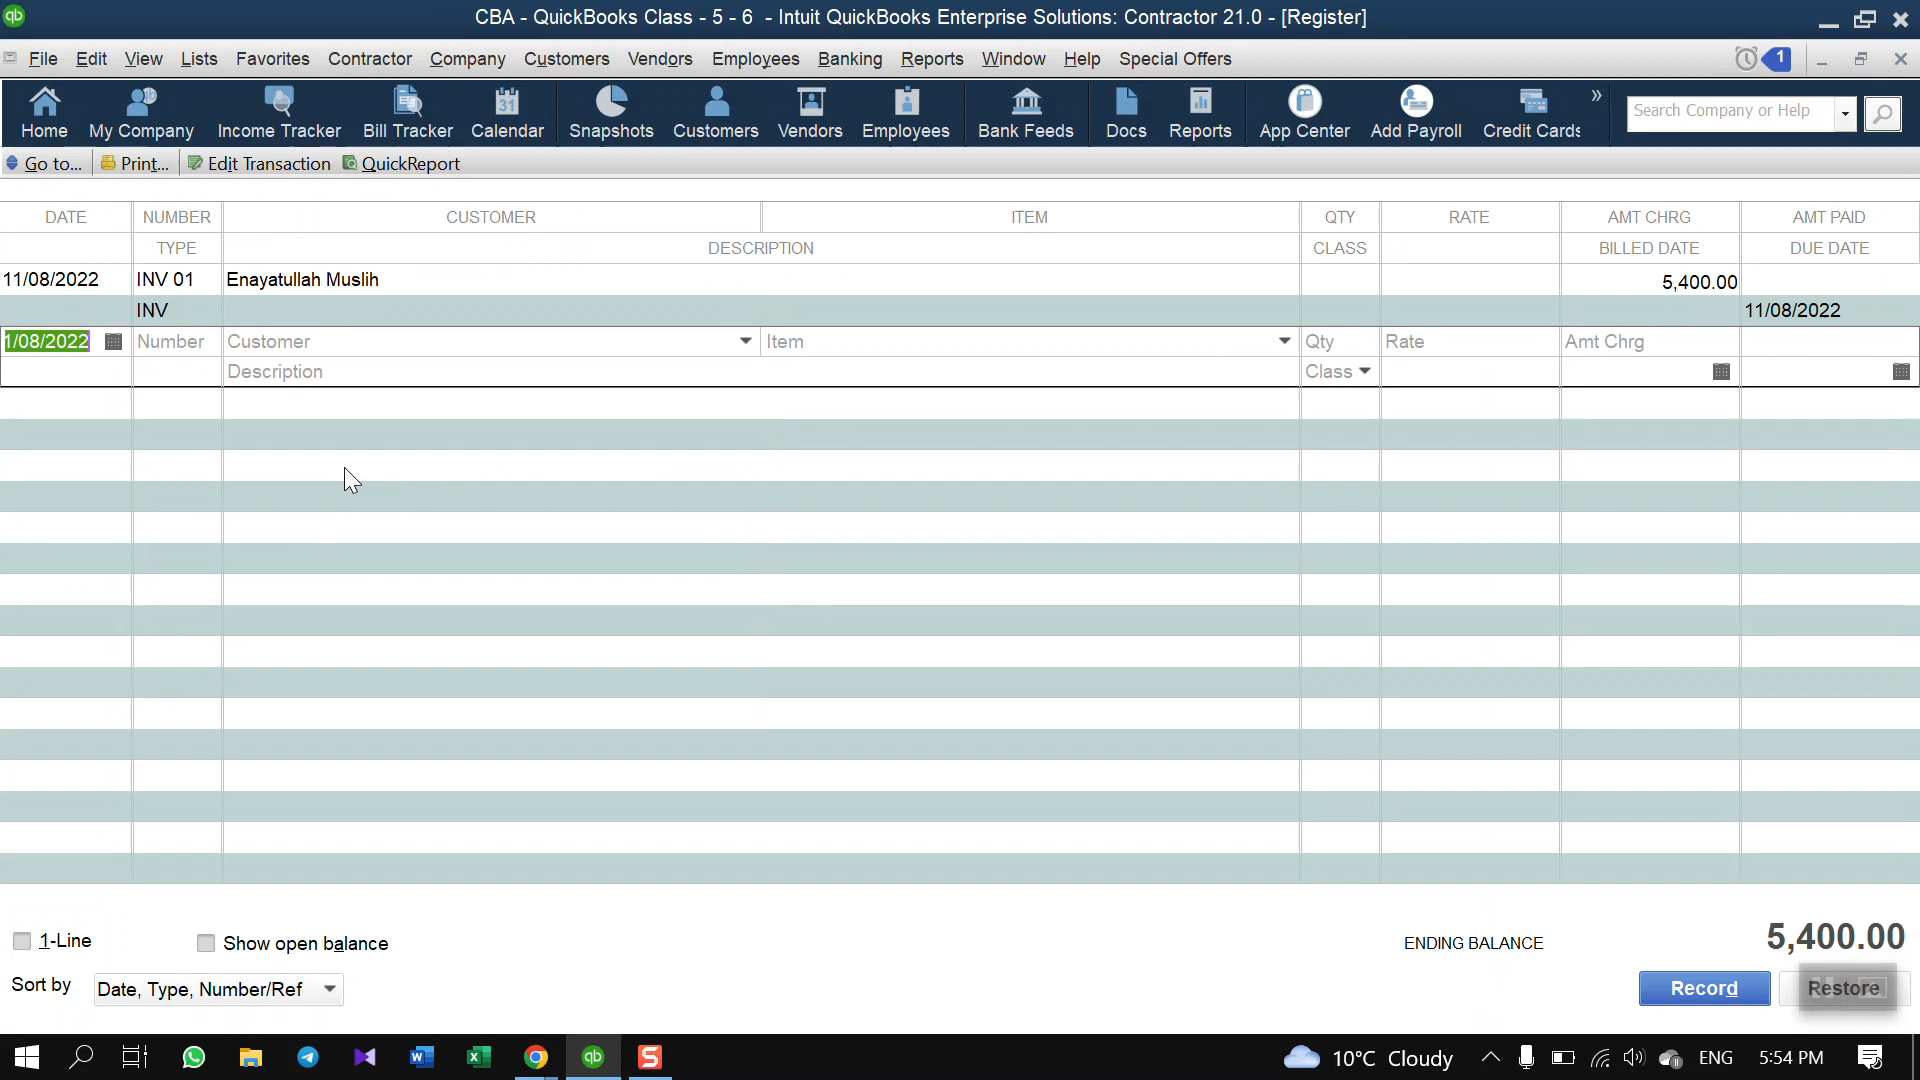 qb CBA - QuickBooks Class - 5 - 6 - Intuit QuickBooks Enterprise Solutions: Contractor 21.0 - [Register]
File Edit View Lists Favorites Contractor Company Customers Vendors Employees Banking Reports Window Help Special Offers 1
Home My Company Income Tracker Bill Tracker Calendar Snapshots Customers Vendors Employees Bank Feeds Docs Reports App Center Add Payroll Credit Cards » Search Company or Help
Go to... Print... Edit Transaction QuickReport
DATE NUMBER CUSTOMER ITEM QTY RATE AMT CHRG AMT PAID
TYPE DESCRIPTION CLASS BILLED DATE DUE DATE
11/08/2022 INV 01 Enayatullah Muslih 5,400.00
INV 11/08/2022
1/08/2022 Number Customer Item Qty Rate Amt Chrg
Description Class
1-Line Show open balance ENDING BALANCE 5,400.00
Sort by Date, Type, Number/Ref Record Restore
10°C Cloudy ENG 5:54 PM